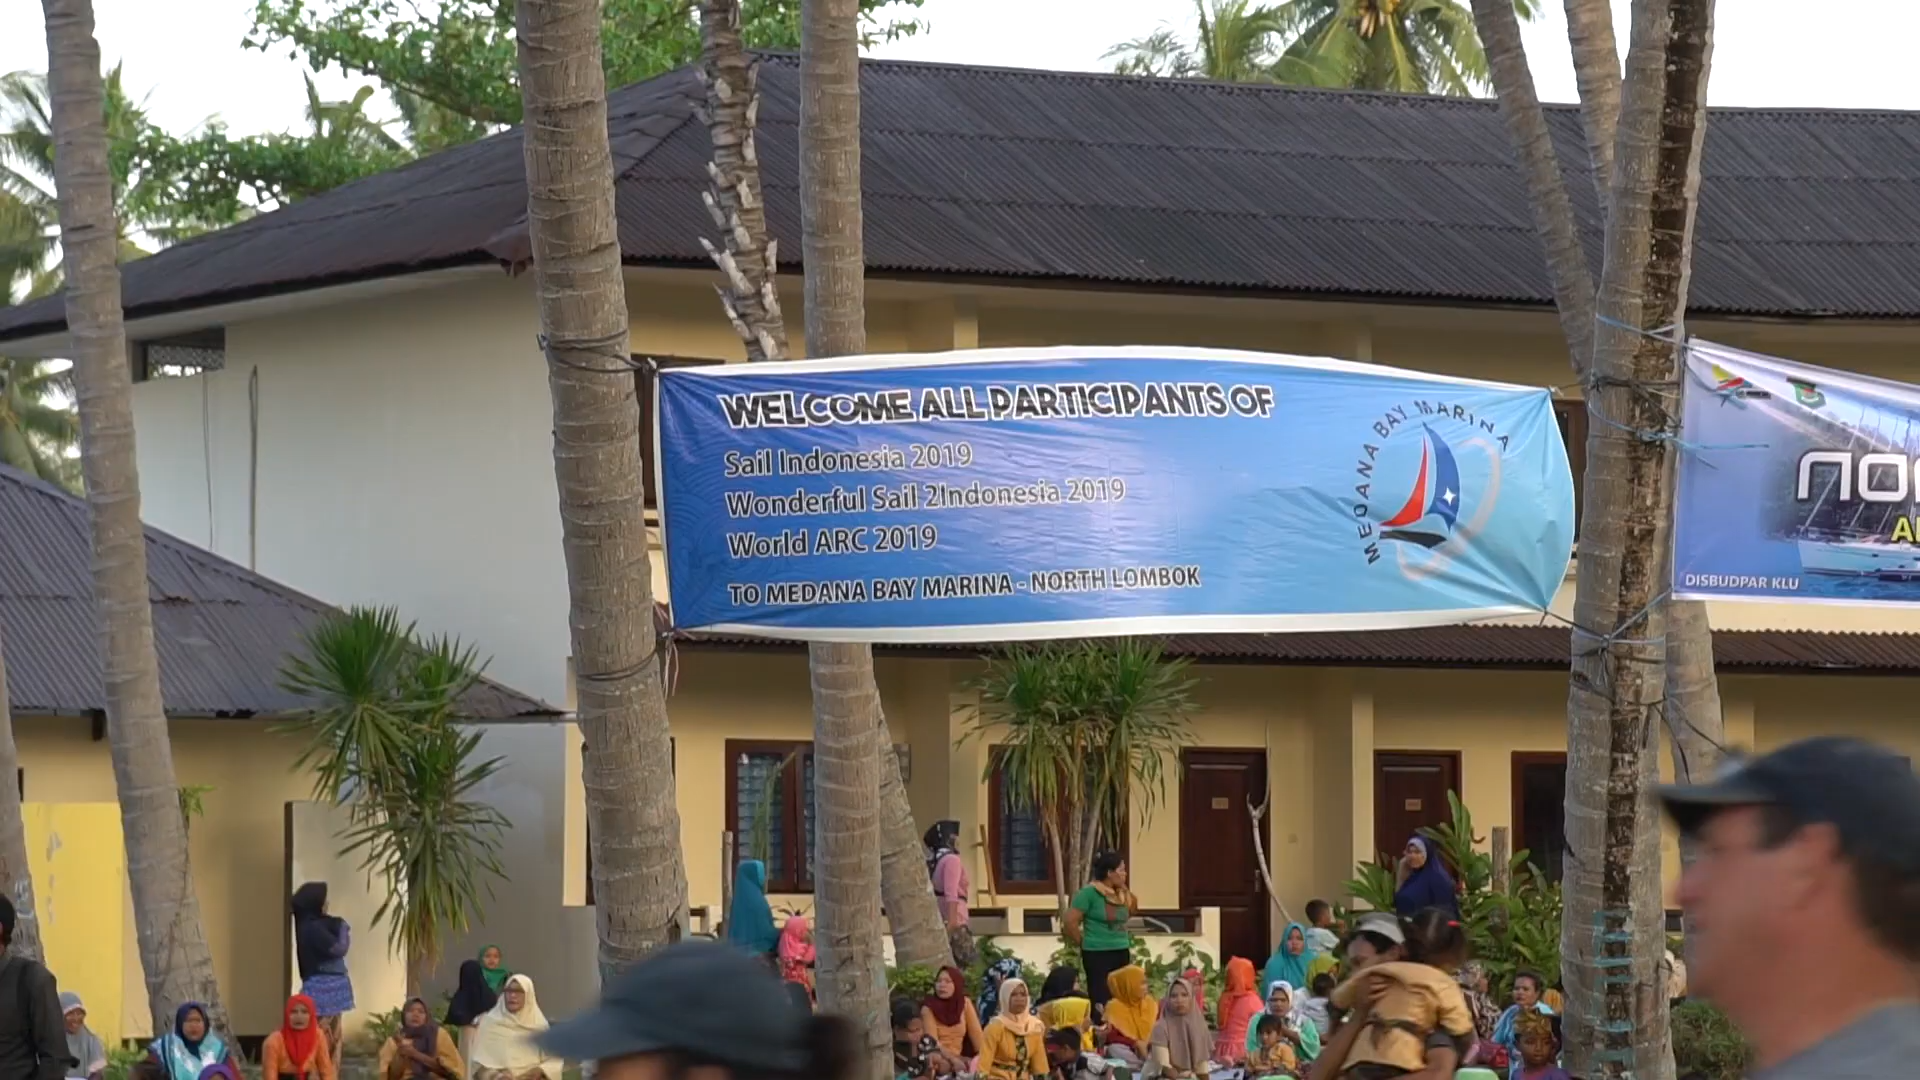 WELCOME ALL PARTICIPANTS OF
Sail Indonesia 2019
Wonderful Sail 2Indonesia 2019
World ARC 2019
TO MEDANA BAY MARINA - NORTH LOMBOK
MEDANA BAY MARINA
DISBUDPAR KLU